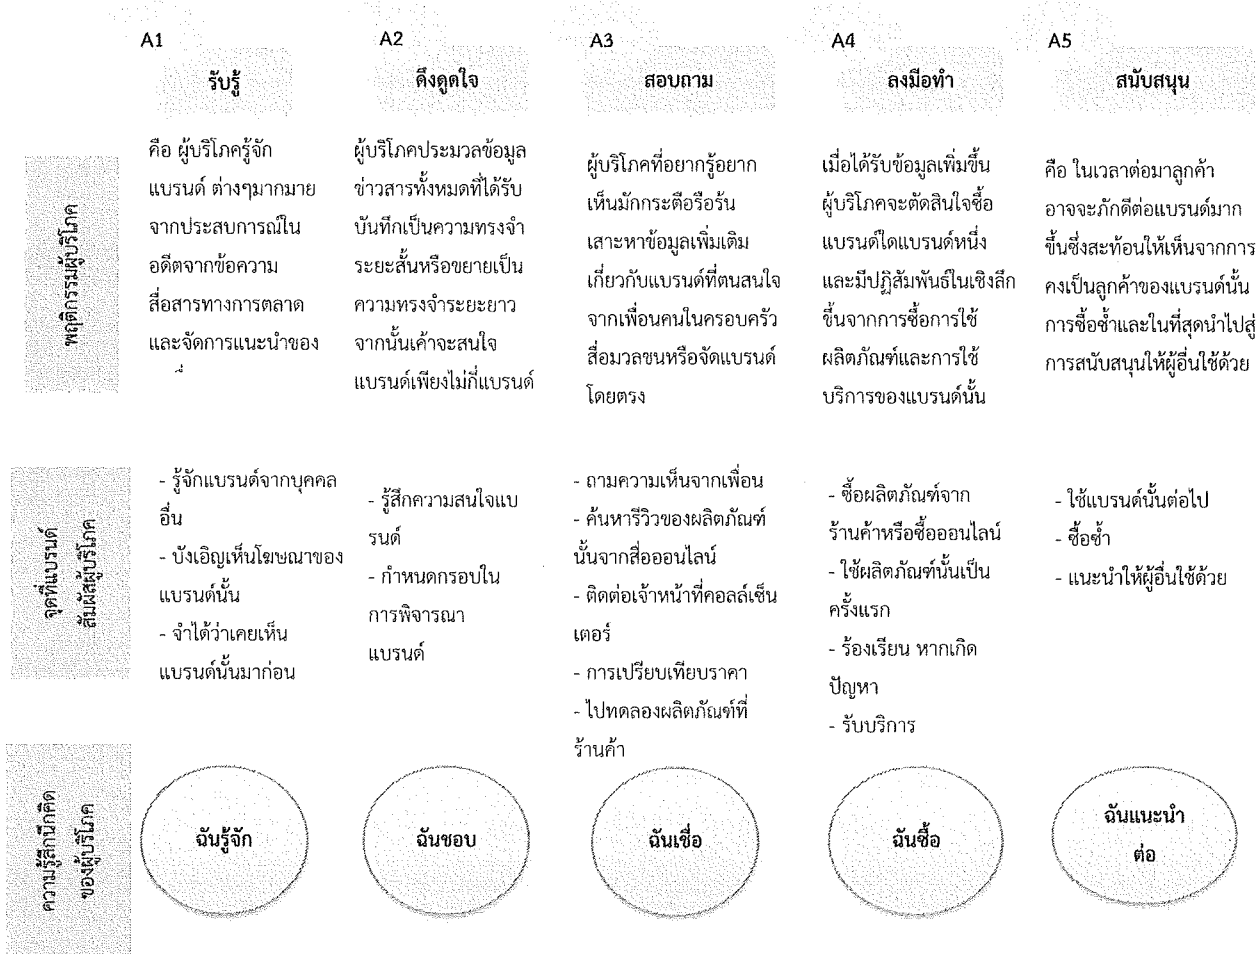 A1
รับรู้
A2
ดึงดูดใจ
A3
สอบถาม
A4
ลงมือทำ
A5
สนับสนุน
พฤติกรรมผู้บริโภค
คือ ผู้บริโภครู้จัก
แบรนด์ ต่างๆมากมาย
จากประสบการณ์ใน
อดีตจากข้อความ
สื่อสารทางการตลาด
และจัดการแนะนำของ
ผู้บริโภคประมวลข้อมูล
ข่าวสารทั้งหมดที่ได้รับ
บันทึกเป็นความทรงจำ
ระยะสั้นหรือขยายเป็น
ความทรงจำระยะยาว
จากนั้นเค้าจะสนใจ
แบรนด์เพียงไม่กี่แบรนด์
ผู้บริโภคที่อยากรู้อยาก
เห็นมักกระตือรือร้น
เสาะหาข้อมูลเพิ่มเติม
เกี่ยวกับแบรนด์ที่ตนสนใจ
จากเพื่อนคนในครอบครัว
สื่อมวลชนหรือจัดแบรนด์
โดยตรง
เมื่อได้รับข้อมูลเพิ่มขึ้น
ผู้บริโภคจะตัดสินใจซื้อ
แบรนด์ใดแบรนด์หนึ่ง
และมีปฏิสัมพันธ์ในเชิงลึก
ขึ้นจากการซื้อการใช้
ผลิตภัณฑ์และการใช้
บริการของแบรนด์นั้น
คือ ในเวลาต่อมาลูกค้า
อาจจะภักดีต่อแบรนด์มาก
ขึ้นซึ่งสะท้อนให้เห็นจากการ
คงเป็นลูกค้าของแบรนด์นั้น
การซื้อซ้ำและในที่สุดนำไปสู่
การสนับสนุนให้ผู้อื่นใช้ด้วย
จุดที่แบรนด์
สัมผัสผู้บริโภค
- รู้จักแบรนด์จากบุคคล
อื่น
- บังเอิญเห็นโฆษณาของ
แบรนด์นั้น
- จำได้ว่าเคยเห็น
แบรนด์นั้นมาก่อน
- รู้สึกความสนใจแบ
รนด์
- กำหนดกรอบใน
การพิจารณา
แบรนด์
- ถามความเห็นจากเพื่อน
- ค้นหารีวิวของผลิตภัณฑ์
นั้นจากสื่อออนไลน์
- ติดต่อเจ้าหน้าที่คอลล์เซ็น
เตอร์
- การเปรียบเทียบราคา
- ไปทดลองผลิตภัณฑ์ที่
ร้านค้า
- ซื้อผลิตภัณฑ์จาก
ร้านค้าหรือซื้อออนไลน์
- ใช้ผลิตภัณฑ์นั้นเป็น
ครั้งแรก
- ร้องเรียน หากเกิด
ปัญหา
- รับบริการ
- ใช้แบรนด์นั้นต่อไป
- ซื้อซ้ำ
- แนะนำให้ผู้อื่นใช้ด้วย
ความรู้สึกนึกคิด
ของผู้บริโภค
ฉันรู้จัก
ฉันชอบ
ฉันเชื่อ
ฉันซื้อ
ฉันแนะนำ
ต่อ